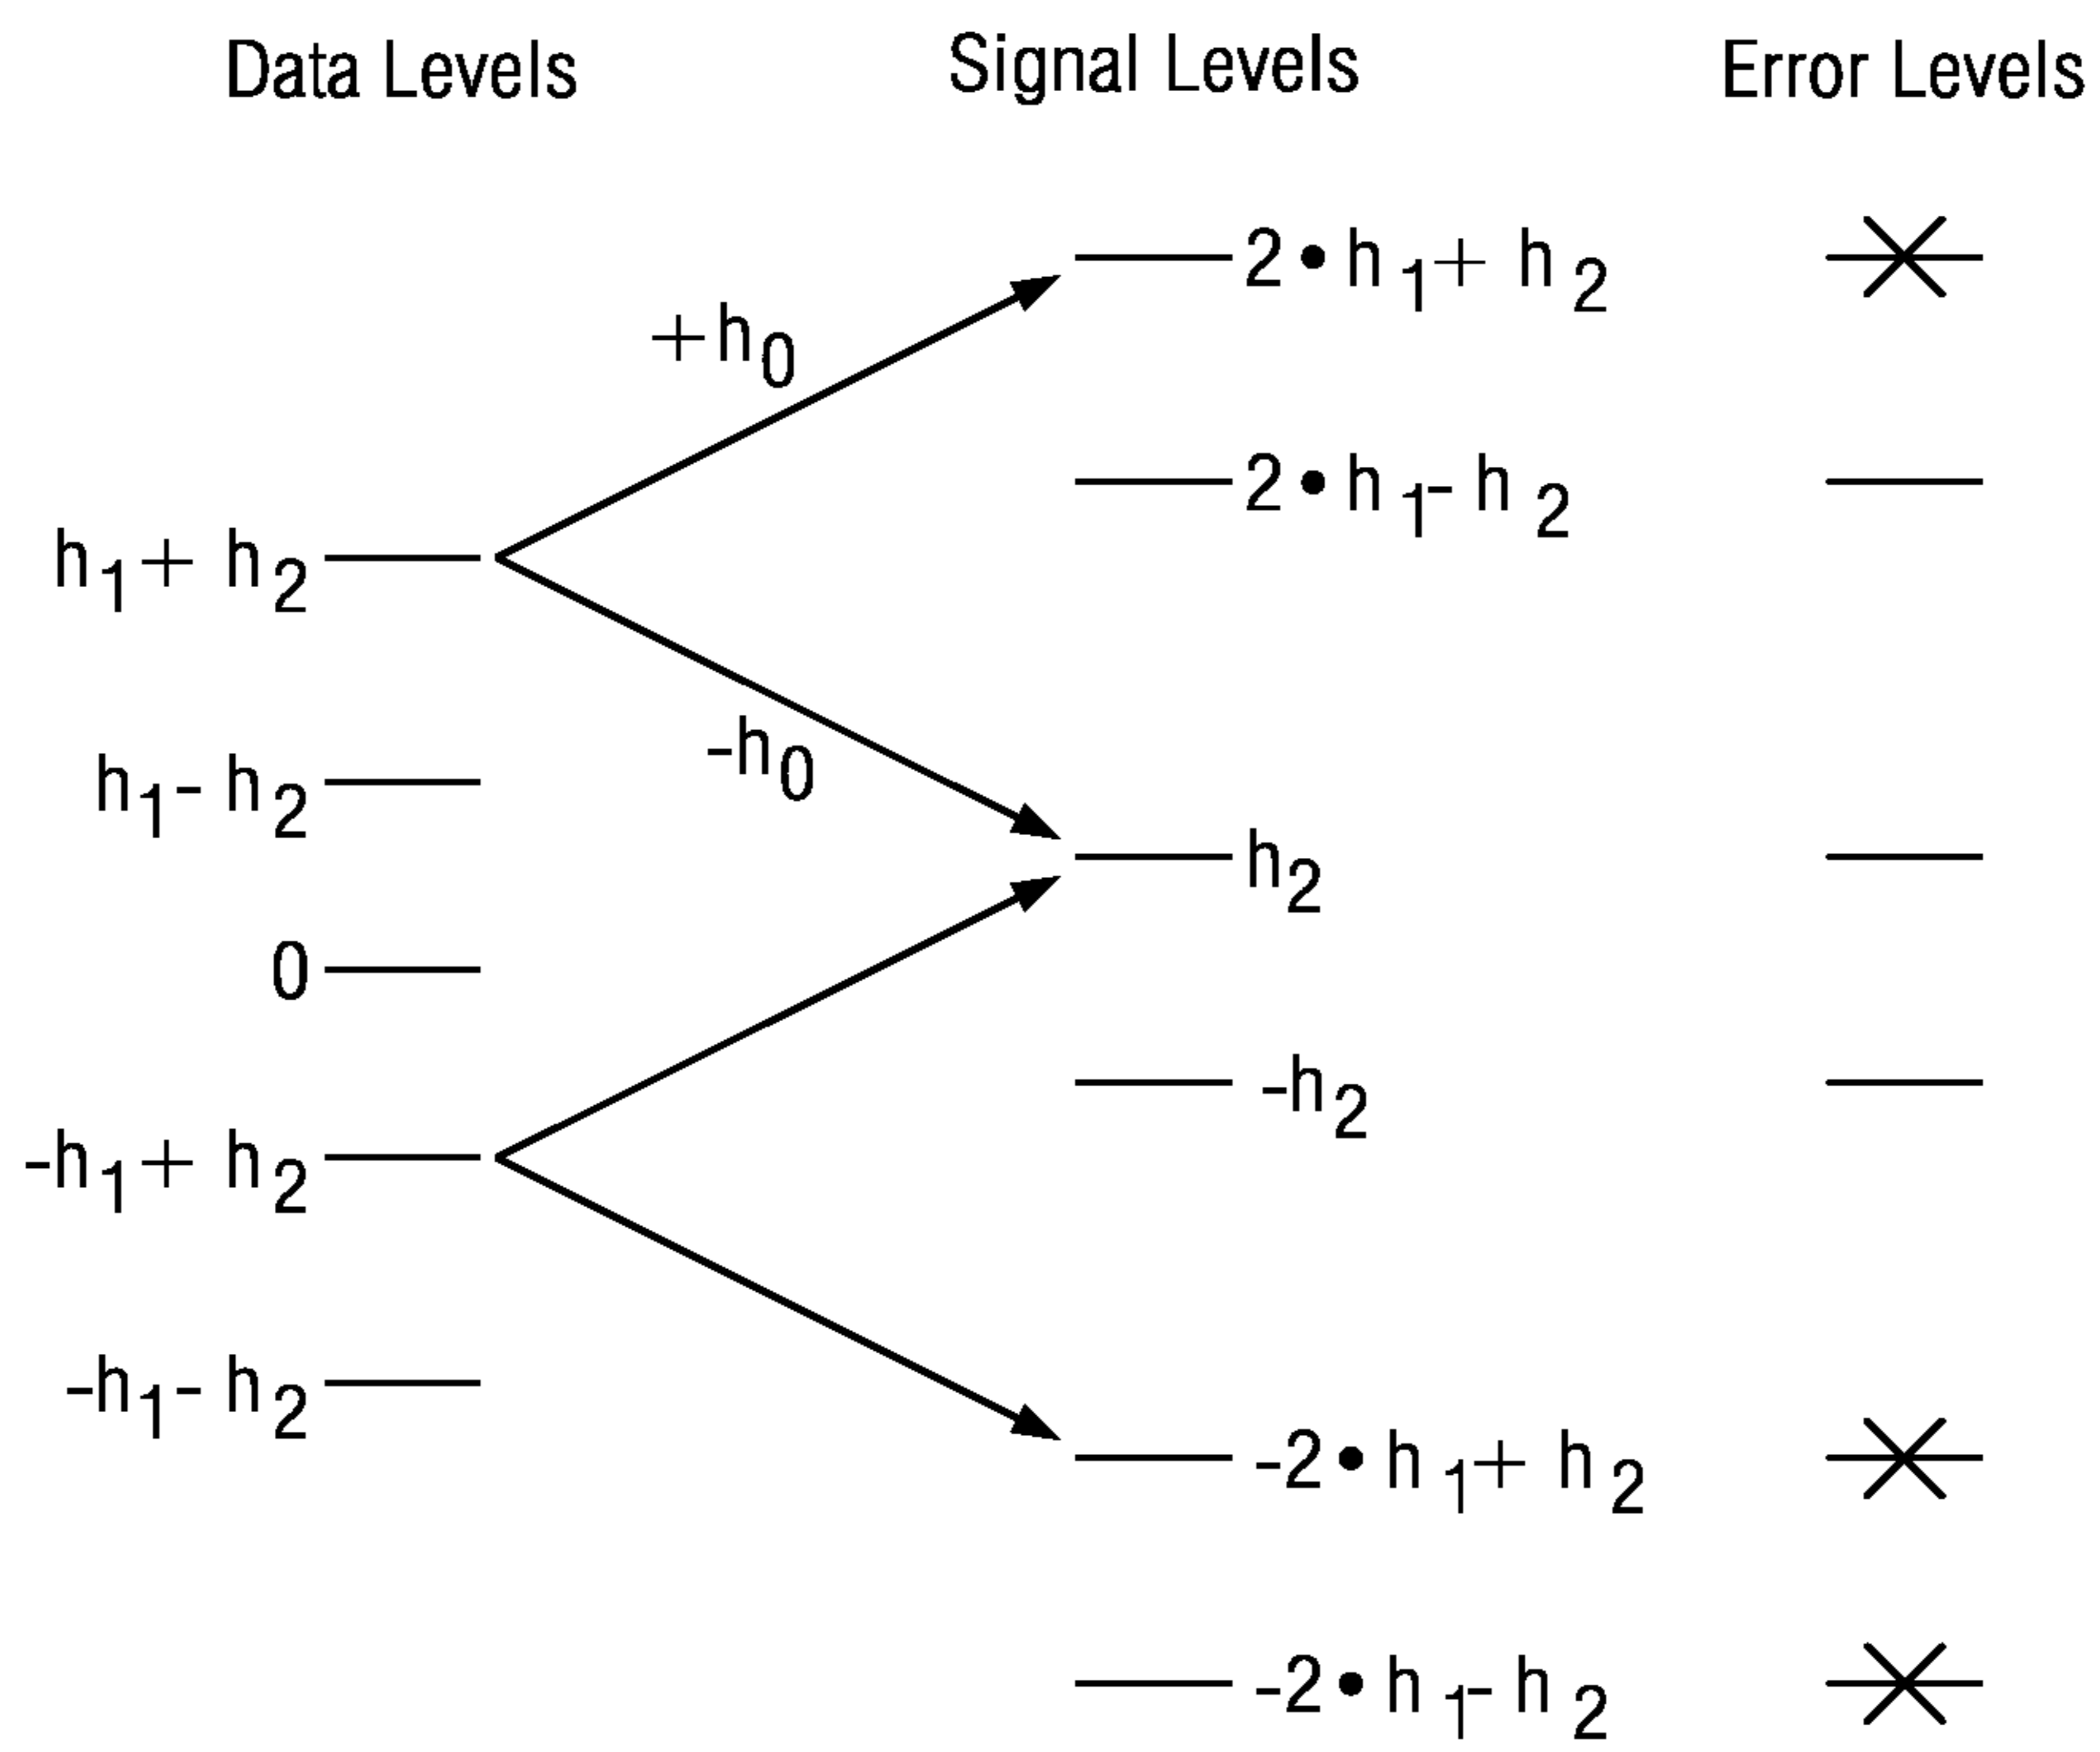 Data Levels Signal Levels Error Levels
2•h1+ h2
+h0
2•h1- h2
h1+ h2
-h0
h1- h2
h2
0
-h2
-h1+ h2
-h1- h2
-2•h1+ h2
-2•h1- h2